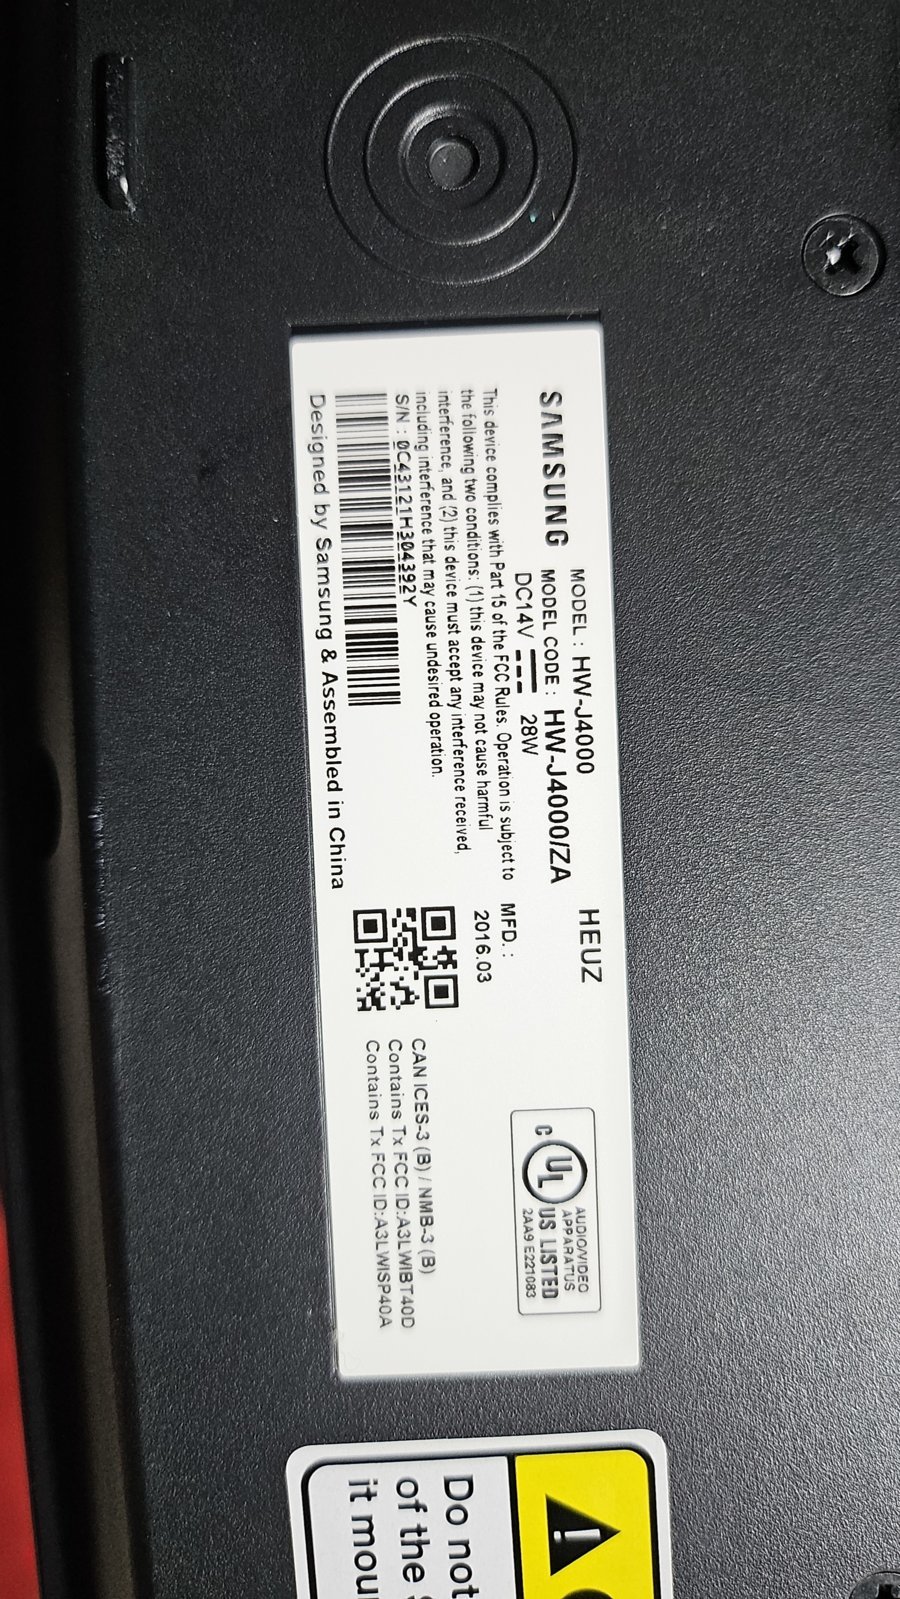 SAMSUNG
MODEL : HW-J4000
HEUZ
MODEL CODE : HW-J4000/ZA
DC14V 28W
This device complies with Part 15 of the FCC Rules. Operation is subject to
the following two conditions: (1) this device may not cause harmful
interference, and (2) this device must accept any interference received,
including interference that may cause undesired operation.
S/N : 0C43121H304392Y
Designed by Samsung & Assembled in China
MFD. :
2016.03
C UL US LISTED
AUDIO/VIDEO
APPARATUS
2AA9 E221083
CAN ICES-3 (B) / NMB-3 (B)
Contains Tx FCC ID:A3LWIBT40D
Contains Tx FCC ID:A3LWISP40A
Do not
of the
it mou